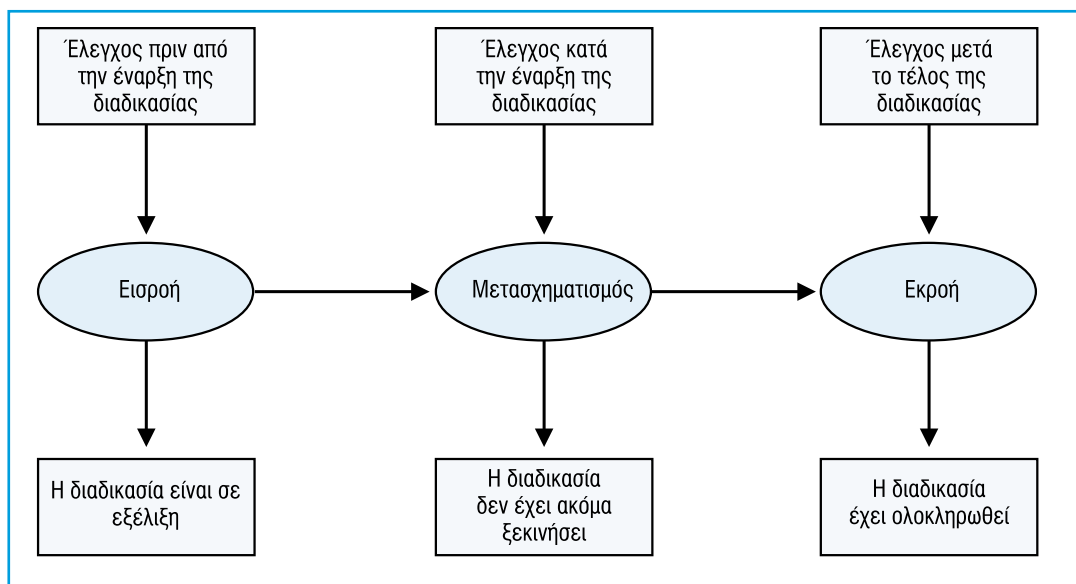 Έλεγχος πριν από
την έναρξη της
διαδικασίας
Έλεγχος κατά
την έναρξη της
διαδικασίας
Έλεγχος μετά
το τέλος της
διαδικασίας
Εισροή
Μετασχηματισμός
Εκροή
Η διαδικασία είναι σε
εξέλιξη
Η διαδικασία
δεν έχει ακόμα
ξεκινήσει
Η διαδικασία
έχει ολοκληρωθεί